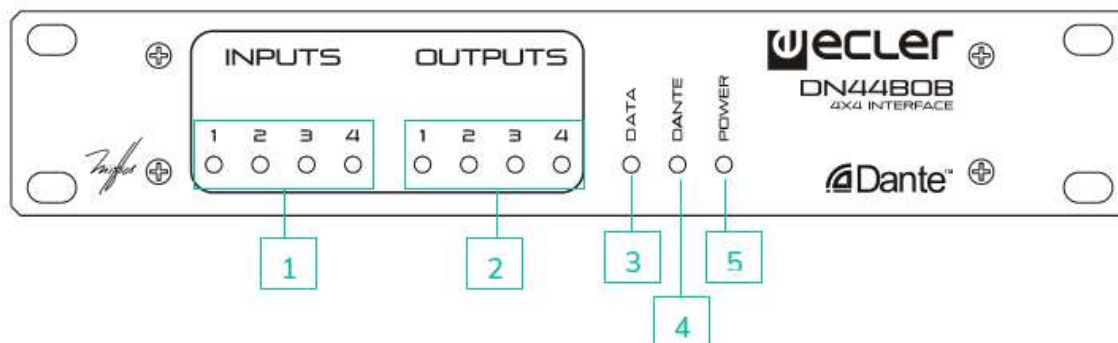 INPUTS
1 2 3 4
OUTPUTS
1 2 3 4
DATA
DANTE
POWER
ecler
DN44BOB
4X4 INTERFACE
Dante™
1
2
3
4
5